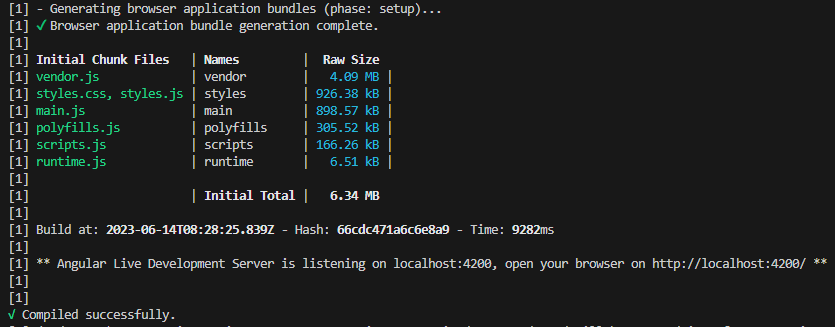 [1] - Generating browser application bundles (phase: setup)...
[1] ✓ Browser application bundle generation complete.
[1]
[1] Initial Chunk Files   | Names         |  Raw Size
[1] vendor.js             | vendor        |   4.09 MB |
[1] styles.css, styles.js | styles        | 926.38 kB |
[1] main.js               | main          | 898.57 kB |
[1] polyfills.js          | polyfills     | 305.52 kB |
[1] scripts.js            | scripts       | 166.26 kB |
[1] runtime.js            | runtime       |   6.51 kB |
[1]
[1]                       | Initial Total |   6.34 MB
[1]
[1] Build at: 2023-06-14T08:28:25.839Z - Hash: 66cdc471a6c6e8a9 - Time: 9282ms
[1]
[1] ** Angular Live Development Server is listening on localhost:4200, open your browser on http://localhost:4200/ **
[1]
[1]
√ Compiled successfully.